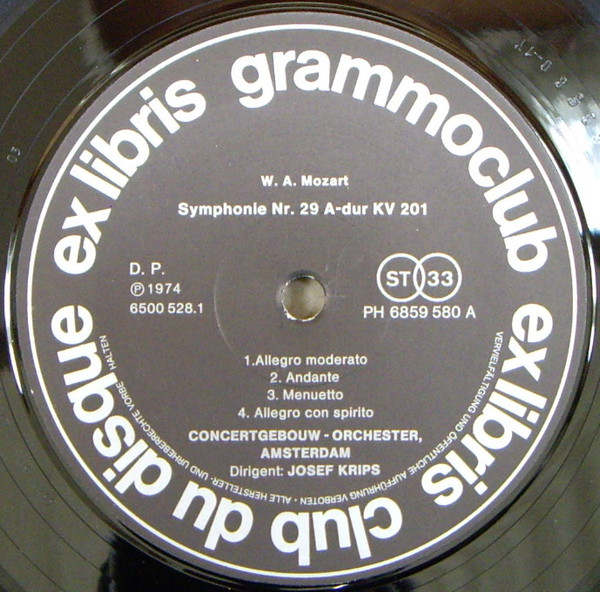 ex libris grammoclub
ex libris club du disque
W. A. Mozart
Symphonie Nr. 29 A-dur KV 201
D. P.
℗ 1974
6500 528.1
ST 33
PH 6859 580 A
1.Allegro moderato
2. Andante
3. Menuetto
4. Allegro con spirito
CONCERTGEBOUW - ORCHESTER,
AMSTERDAM
Dirigent: JOSEF KRIPS
ALLE HERSTELLER- UND URHEBERRECHTE VORBEHALTEN
VERVIELFÄLTIGUNG UND ÖFFENTLICHE AUFFÜHRUNG VERBOTEN -
03